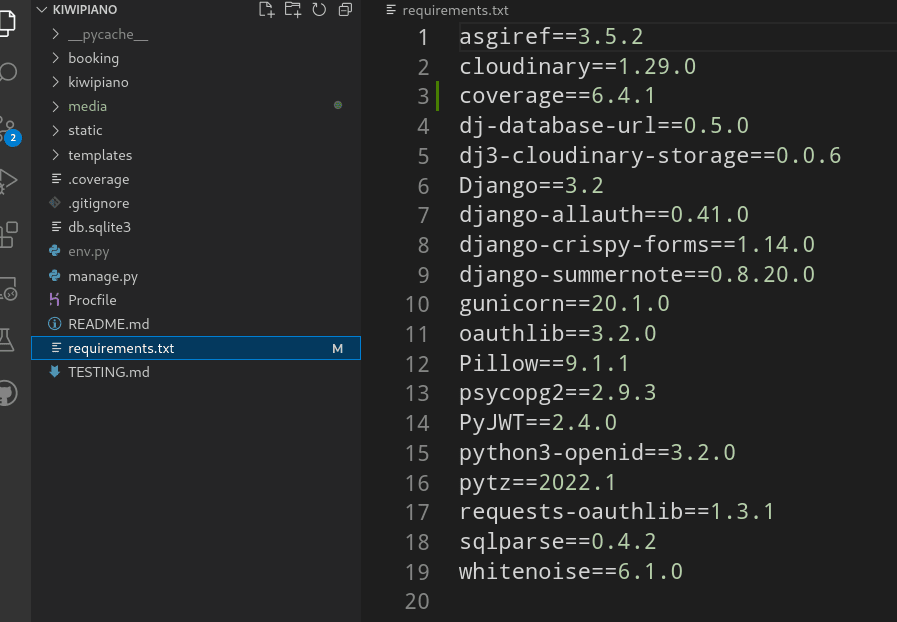 KIWIPIANO
__pycache__
booking
kiwipiano
media
static
templates
.coverage
.gitignore
db.sqlite3
env.py
manage.py
Procfile
README.md
requirements.txt M
TESTING.md
2
requirements.txt
1 asgiref==3.5.2
2 cloudinary==1.29.0
3 coverage==6.4.1
4 dj-database-url==0.5.0
5 dj3-cloudinary-storage==0.0.6
6 Django==3.2
7 django-allauth==0.41.0
8 django-crispy-forms==1.14.0
9 django-summernote==0.8.20.0
10 gunicorn==20.1.0
11 oauthlib==3.2.0
12 Pillow==9.1.1
13 psycopg2==2.9.3
14 PyJWT==2.4.0
15 python3-openid==3.2.0
16 pytz==2022.1
17 requests-oauthlib==1.3.1
18 sqlparse==0.4.2
19 whitenoise==6.1.0
20